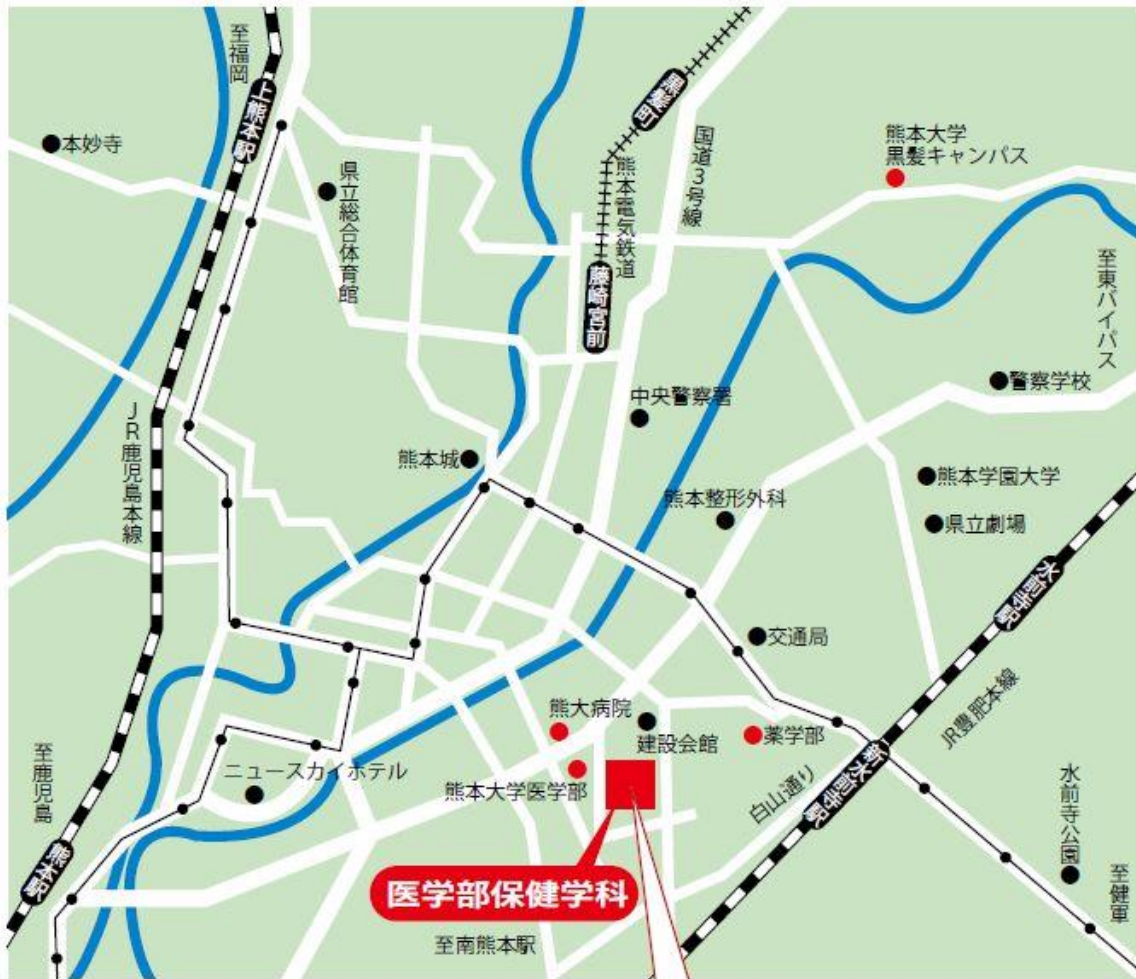 至福岡
上熊本駅
本妙寺
県立総合体育館
黒髪町
熊本電気鉄道
国道3号線
熊本大学
黒髪キャンパス
藤崎宮前
至東バイパス
警察学校
中央警察署
JR鹿児島本線
熊本城
熊本整形外科
熊本学園大学
県立劇場
水前寺駅
交通局
JR豊肥本線
熊大病院
建設会館
薬学部
新水前寺駅
至鹿児島
ニュースカイホテル
熊本大学医学部
白山通り
水前寺公園
熊本駅
医学部保健学科
至健軍
至南熊本駅